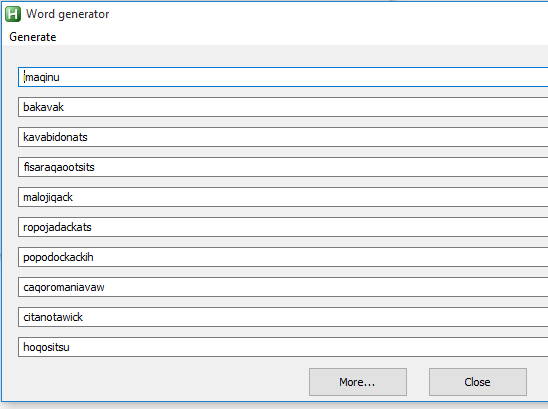 Word generator
Generate
maqinu
bakavak
kavabidonats
fisaraqaootsits
malojiqack
ropojadackats
popodockackih
caqoromaniavaw
citanotawick
hoqositsu
More... Close